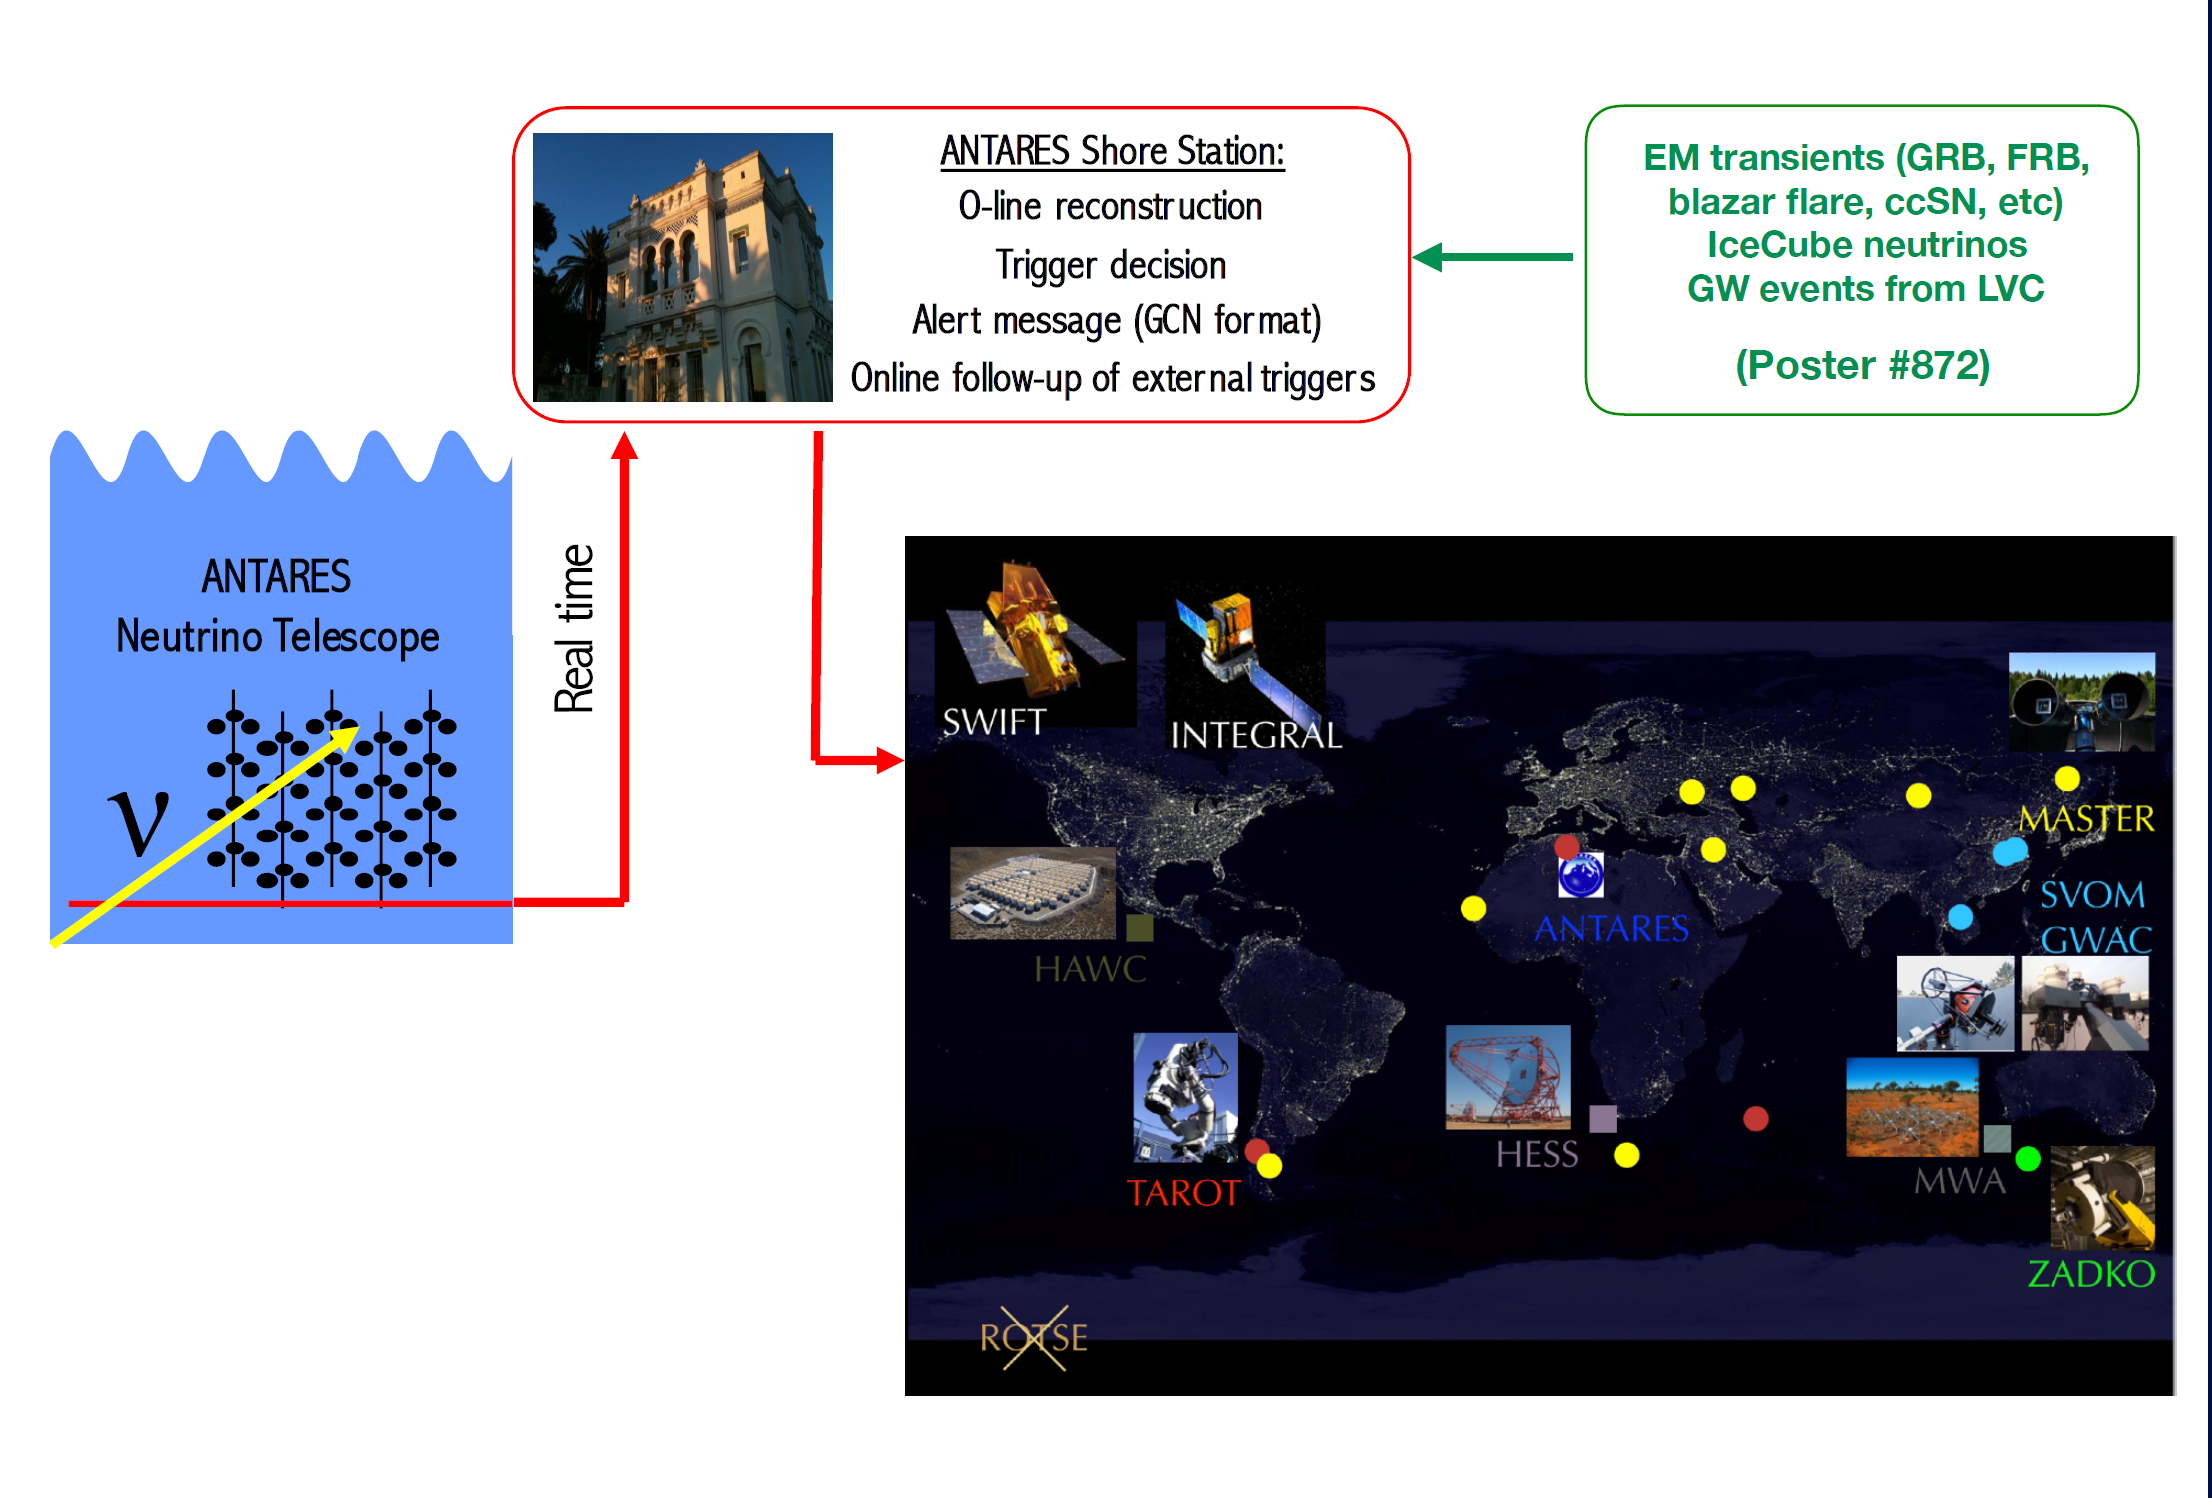 ANTARES Shore Station:
O-line reconstruction
Trigger decision
Alert message (GCN format)
Online follow-up of external triggers
EM transients (GRB, FRB,
blazar flare, ccSN, etc)
IceCube neutrinos
GW events from LVC
(Poster #872)
ANTARES
Neutrino Telescope
ν
Real time
SWIFT
INTEGRAL
MASTER
SVOM
GWAC
ANTARES
HAWC
HESS
TAROT
MWA
ZADKO
ROTSE